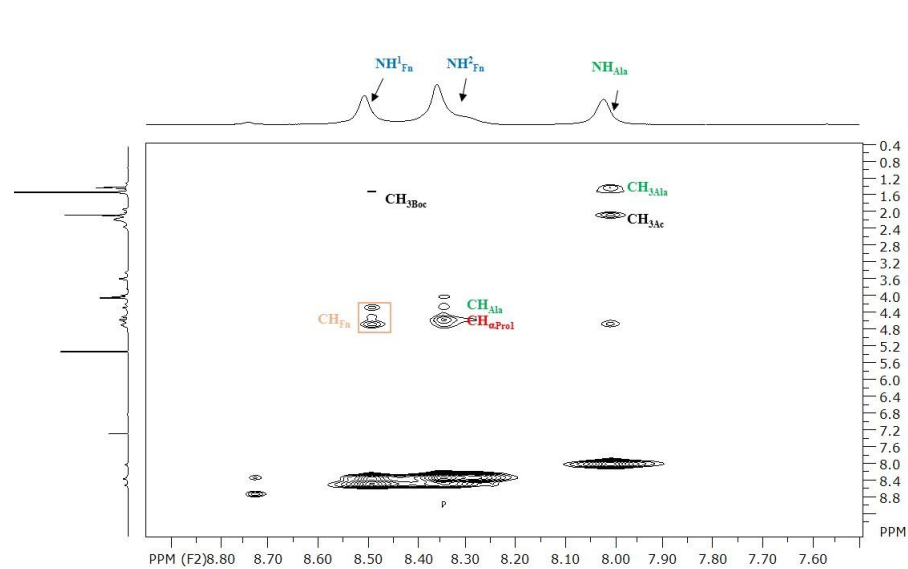 NH¹Fn NH²Fn NHAla
0.4
0.8
1.2
CH3Ala
1.6
CH3Boc
2.0
CH3Ac
2.4
2.8
3.2
3.6
4.0
CHAla
4.4
CHFn CHαPro1
4.8
5.2
5.6
6.0
6.4
6.8
7.2
7.6
8.0
8.4
8.8
P
PPM
PPM (F2) 8.80 8.70 8.60 8.50 8.40 8.30 8.20 8.10 8.00 7.90 7.80 7.70 7.60